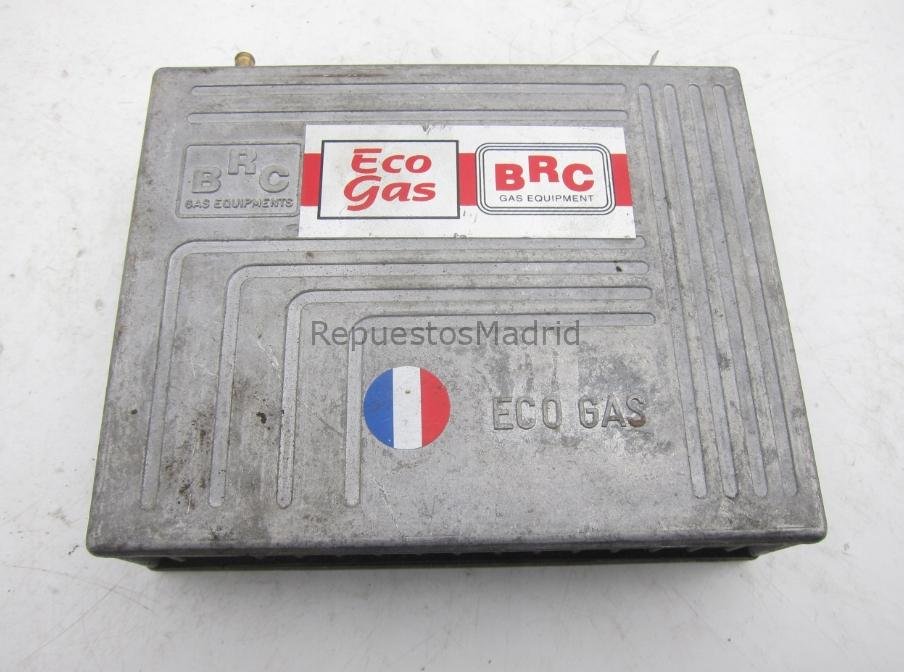 BRC
GAS EQUIPMENTS
Eco
Gas
BRC
GAS EQUIPMENT
RepuestosMadrid
ECO GAS